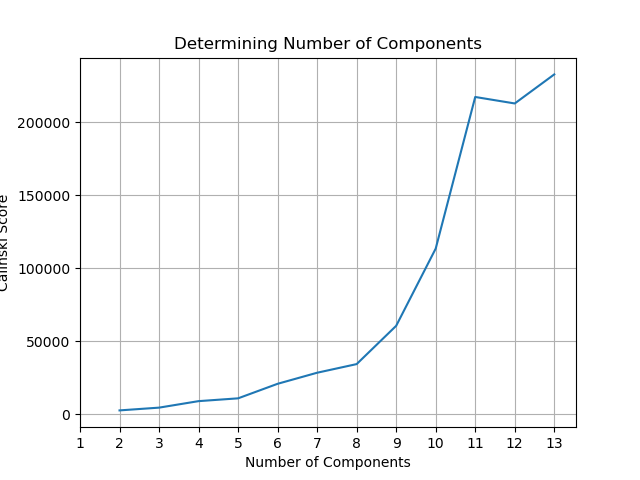 Determining Number of Components
Calinski Score
200000
150000
100000
50000
0
1 2 3 4 5 6 7 8 9 10 11 12 13
Number of Components